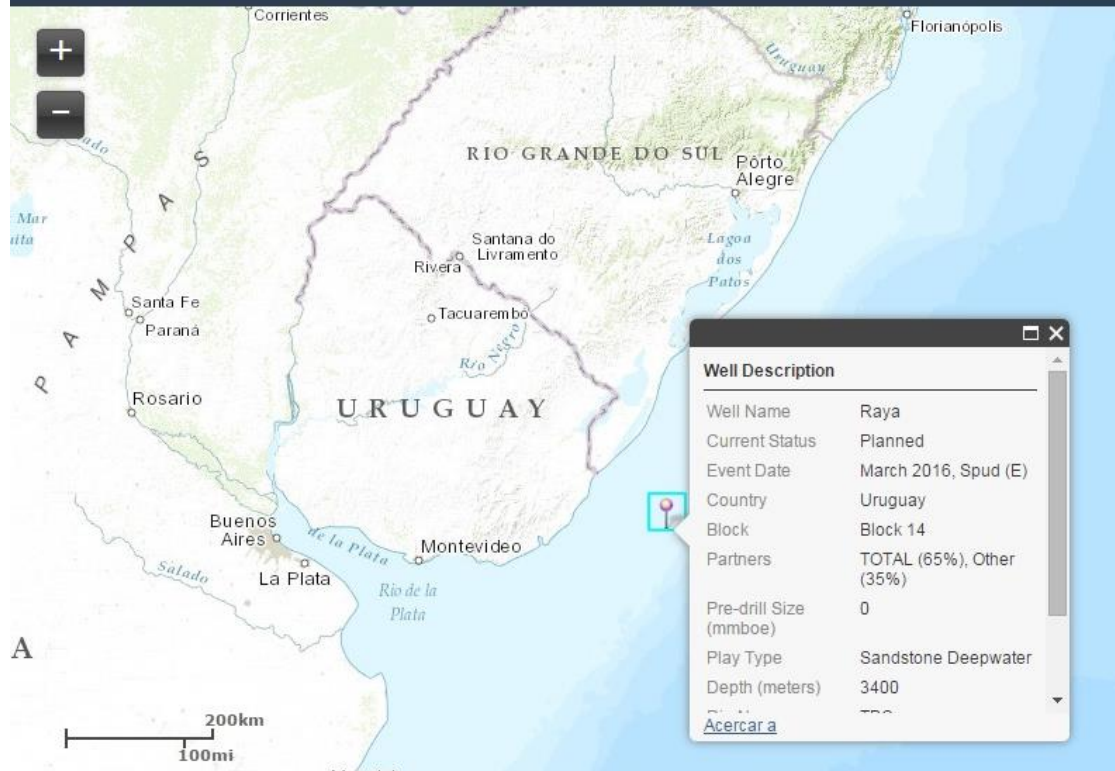 Corrientes
Florianópolis
+
−
Uruguay
RIO GRANDE DO SUL
Pôrto
Alegre
PAMPAS
Mar
Lagoa
dos
Patos
Santana do
Livramento
Rivera
Santa Fe
Paraná
Tacuarembó
Río Negro
Rosario
URUGUAY
Buenos
Aires
de la Plata
Montevideo
La Plata
Salado
Río de la
Plata
A
200km
100mi
Well Description
Well Name Raya
Current Status Planned
Event Date March 2016, Spud (E)
Country Uruguay
Block Block 14
Partners TOTAL (65%), Other
(35%)
Pre-drill Size 0
(mmboe)
Play Type Sandstone Deepwater
Depth (meters) 3400
Acercar a